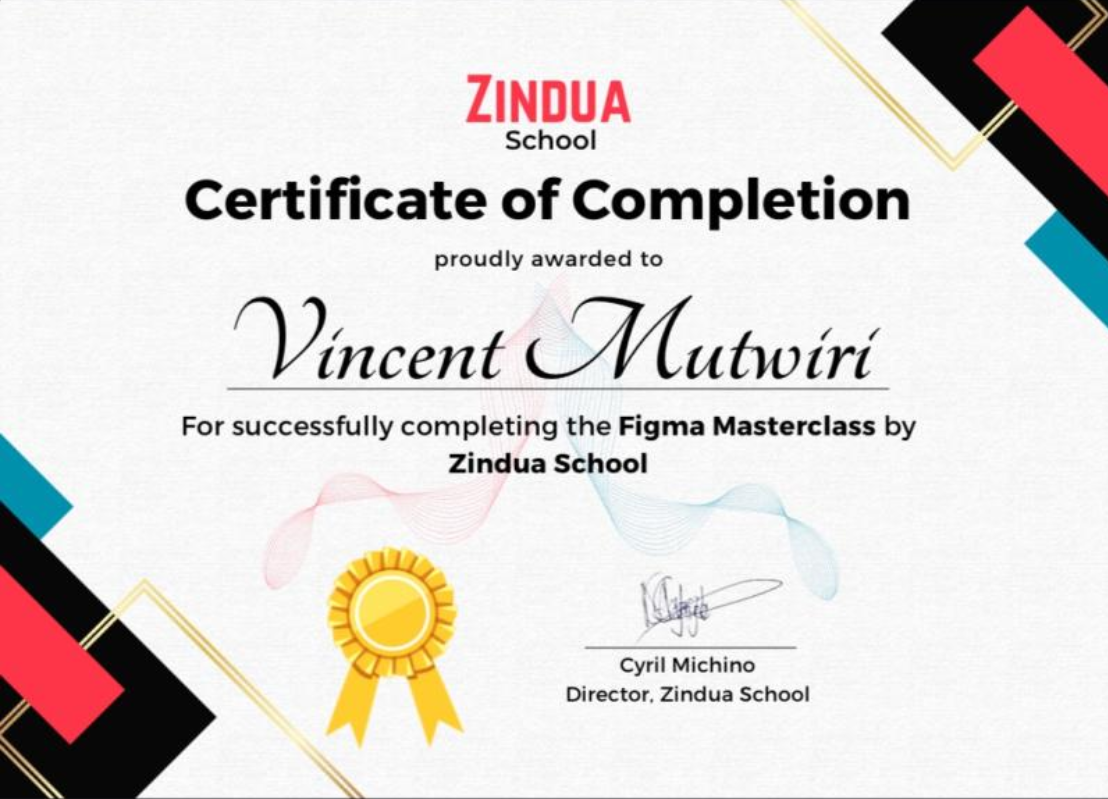 ZINDUA
School
Certificate of Completion
proudly awarded to
Vincent Mutwiri
For successfully completing the Figma Masterclass by
Zindua School
Cyril Michino
Director, Zindua School